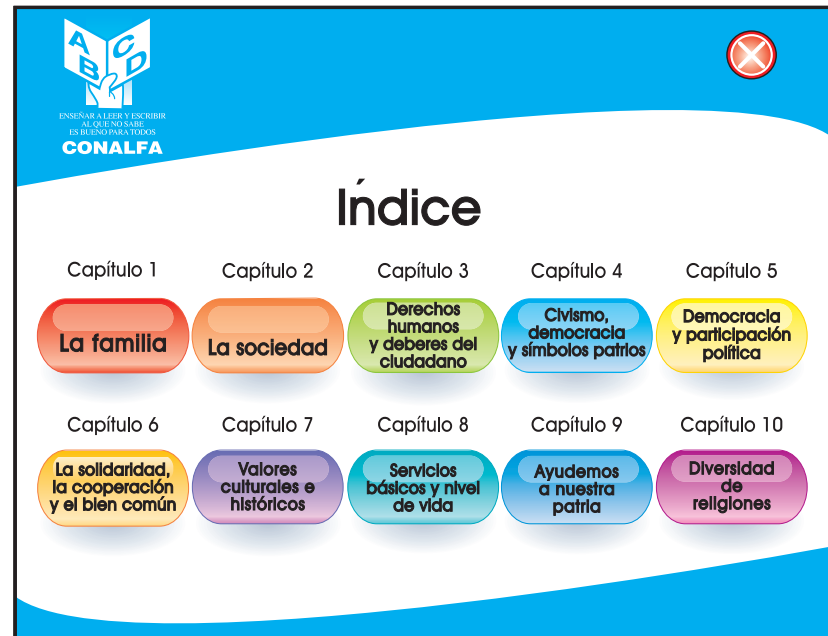 A
B
C
D
ENSEÑAR A LEER Y ESCRIBIR
AL QUE NO SABE
ES BUENO PARA TODOS
CONALFA
Índice
Capítulo 1
Capítulo 2
Capítulo 3
Capítulo 4
Capítulo 5
La familia
La sociedad
Derechos
humanos
y deberes del
ciudadano
Civismo,
democracia
y símbolos patrios
Democracia
y participación
política
Capítulo 6
Capítulo 7
Capítulo 8
Capítulo 9
Capítulo 10
La solidaridad,
la cooperación
y el bien común
Valores
culturales e
históricos
Servicios
básicos y nivel
de vida
Ayudemos
a nuestra
patria
Diversidad
de
religiones